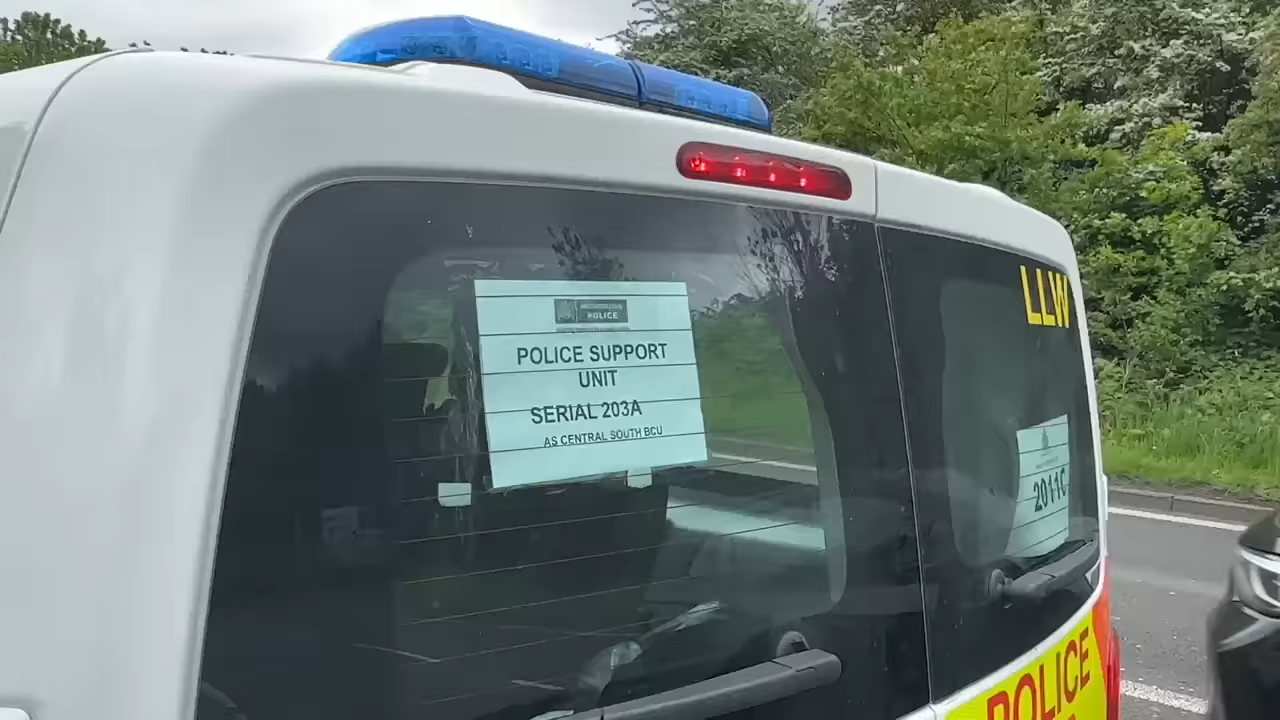 METROPOLITAN
POLICE
POLICE SUPPORT
UNIT
SERIAL 203A
AS CENTRAL SOUTH BCU
LLW
2011C
POLICE